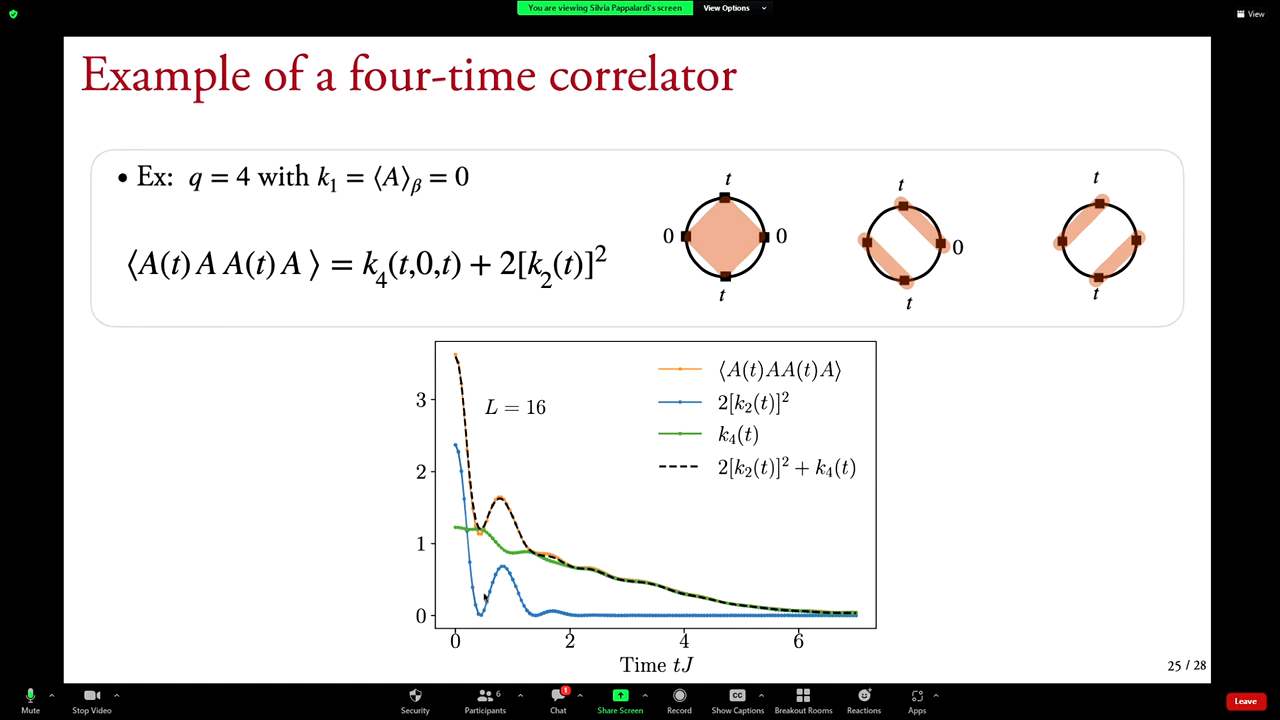 You are viewing Silvia Pappalardi's screen
View Options
View
Example of a four-time correlator
• Ex: q = 4 with k₁ = ⟨A⟩β = 0
⟨A(t) A A(t) A⟩ = k₄(t,0,t) + 2[k₂(t)]²
t
0
0
t
t
0
t
t
t
L = 16
⟨A(t)AA(t)A⟩
2[k₂(t)]²
k₄(t)
2[k₂(t)]² + k₄(t)
3
2
1
0
0
2
4
6
Time tJ
25 / 28
Mute
Stop Video
Security
Participants
6
Chat
1
Share Screen
Record
Show Captions
CC
Breakout Rooms
Reactions
Apps
Leave